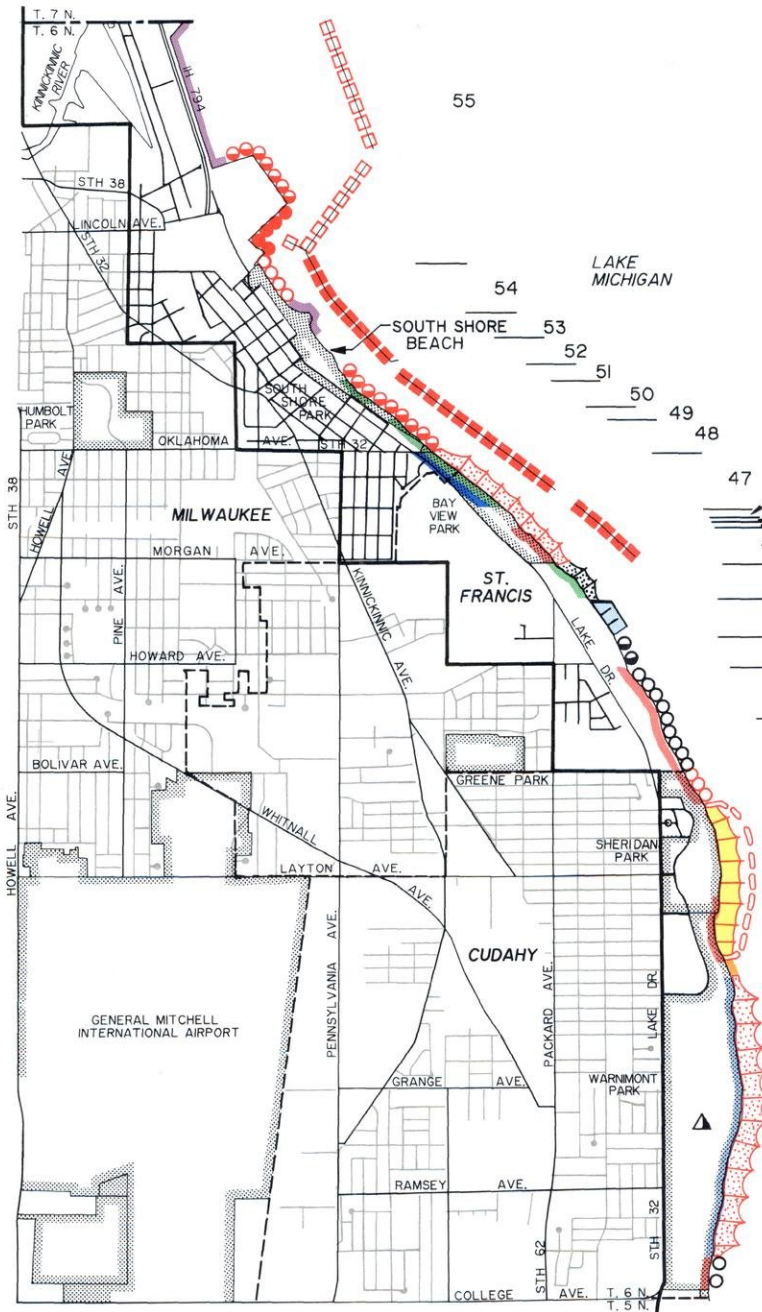 T. 7 N.
T. 6 N.
KINNICKINNIC
RIVER
IH 794
55
STH 38
LINCOLN AVE.
STH 32
LAKE
MICHIGAN
54
SOUTH SHORE
BEACH
53
52
51
50
49
48
47
SOUTH
SHORE
PARK
HUMBOLT
PARK
OKLAHOMA AVE.
STH 32
STH 38
HOWELL AVE
MILWAUKEE
BAY
VIEW
PARK
MORGAN AVE.
PINE AVE.
KINNICKINNIC AVE.
ST.
FRANCIS
LAKE DR.
HOWARD AVE.
BOLIVAR AVE.
GREENE PARK
HOWELL AVE.
WHITNALL AVE.
SHERIDAN
PARK
LAYTON AVE.
CUDAHY
PENNSYLVANIA AVE.
PACKARD AVE.
LAKE DR.
GENERAL MITCHELL
INTERNATIONAL AIRPORT
GRANGE AVE.
WARNIMONT
PARK
RAMSEY AVE.
STH 62
STH 32
COLLEGE AVE.
T. 6 N.
T. 5 N.